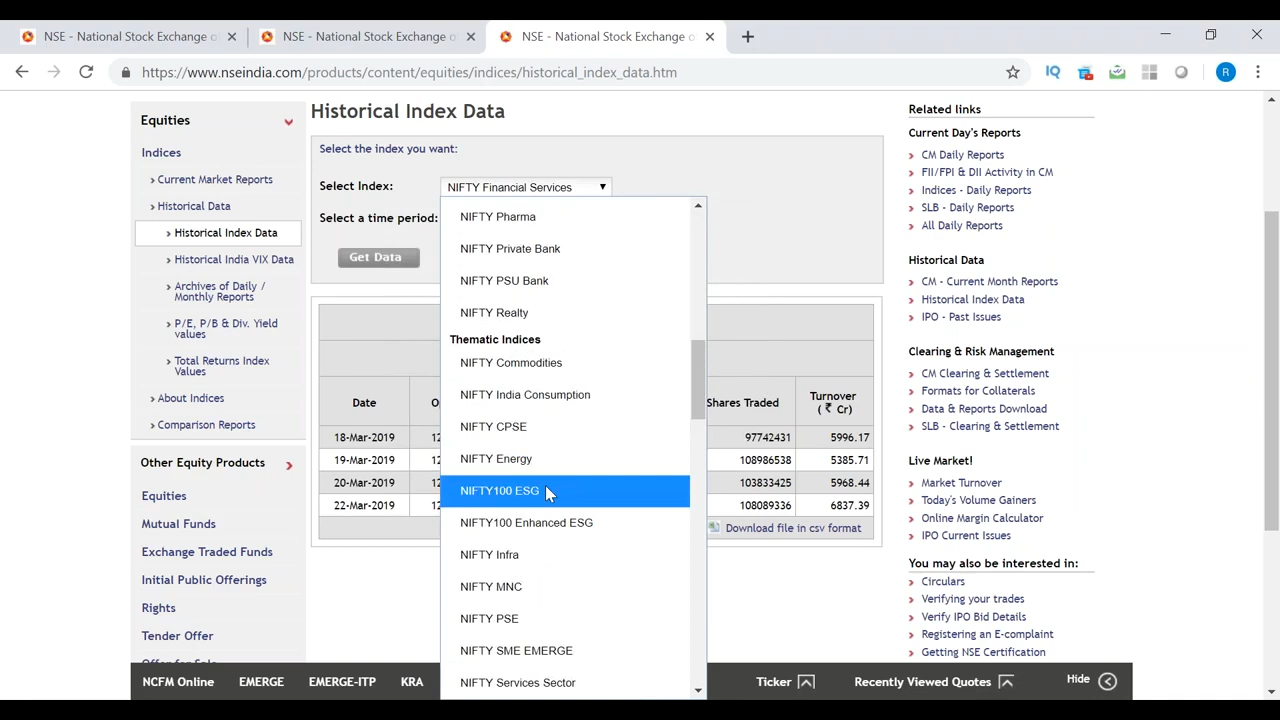 NSE - National Stock Exchange o
NSE - National Stock Exchange o
NSE - National Stock Exchange o
https://www.nseindia.com/products/content/equities/indices/historical_index_data.htm
IQ
R
Equities
Indices
Current Market Reports
Historical Data
Historical Index Data
Historical India VIX Data
Archives of Daily /
Monthly Reports
P/E, P/B & Div. Yield
values
Total Returns Index
Values
About Indices
Comparison Reports
Other Equity Products
Equities
Mutual Funds
Exchange Traded Funds
Initial Public Offerings
Rights
Tender Offer
Offer for Sale
Historical Index Data
Select the index you want:
Select Index:
NIFTY Financial Services
Select a time period:
Get Data
NIFTY Pharma
NIFTY Private Bank
NIFTY PSU Bank
NIFTY Realty
Thematic Indices
NIFTY Commodities
NIFTY India Consumption
NIFTY CPSE
NIFTY Energy
NIFTY100 ESG
NIFTY100 Enhanced ESG
NIFTY Infra
NIFTY MNC
NIFTY PSE
NIFTY SME EMERGE
NIFTY Services Sector
Date Op Shares Traded Turnover
( ₹ Cr)
18-Mar-2019 12 97742431 5996.17
19-Mar-2019 12 108986538 5385.71
20-Mar-2019 12 103833425 5968.44
22-Mar-2019 12 108089336 6837.39
Download file in csv format
Related links
Current Day's Reports
CM Daily Reports
FII/FPI & DII Activity in CM
Indices - Daily Reports
SLB - Daily Reports
All Daily Reports
Historical Data
CM - Current Month Reports
Historical Index Data
IPO - Past Issues
Clearing & Risk Management
CM Clearing & Settlement
Formats for Collaterals
Data & Reports Download
SLB - Clearing & Settlement
Live Market!
Market Turnover
Today's Volume Gainers
Online Margin Calculator
IPO Current Issues
You may also be interested in:
Circulars
Verifying your trades
Verify IPO Bid Details
Registering an E-complaint
Getting NSE Certification
NCFM Online EMERGE EMERGE-ITP KRA Ticker Recently Viewed Quotes Hide